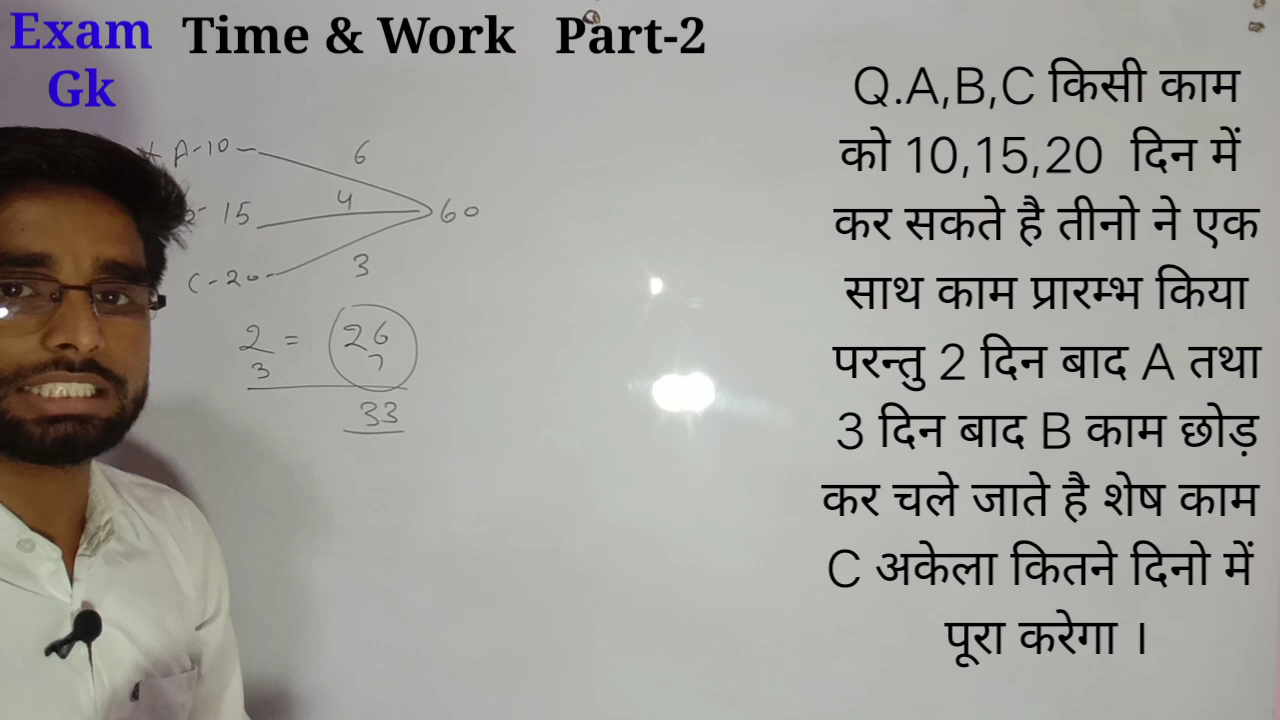 Exam Time & Work Part-2
Gk
A-10 6
15 4 60
C-20 3
2 = 26
3 7
33
Q.A,B,C किसी काम
को 10,15,20 दिन में
कर सकते है तीनो ने एक
साथ काम प्रारम्भ किया
परन्तु 2 दिन बाद A तथा
3 दिन बाद B काम छोड़
कर चले जाते है शेष काम
C अकेला कितने दिनो में
पूरा करेगा ।